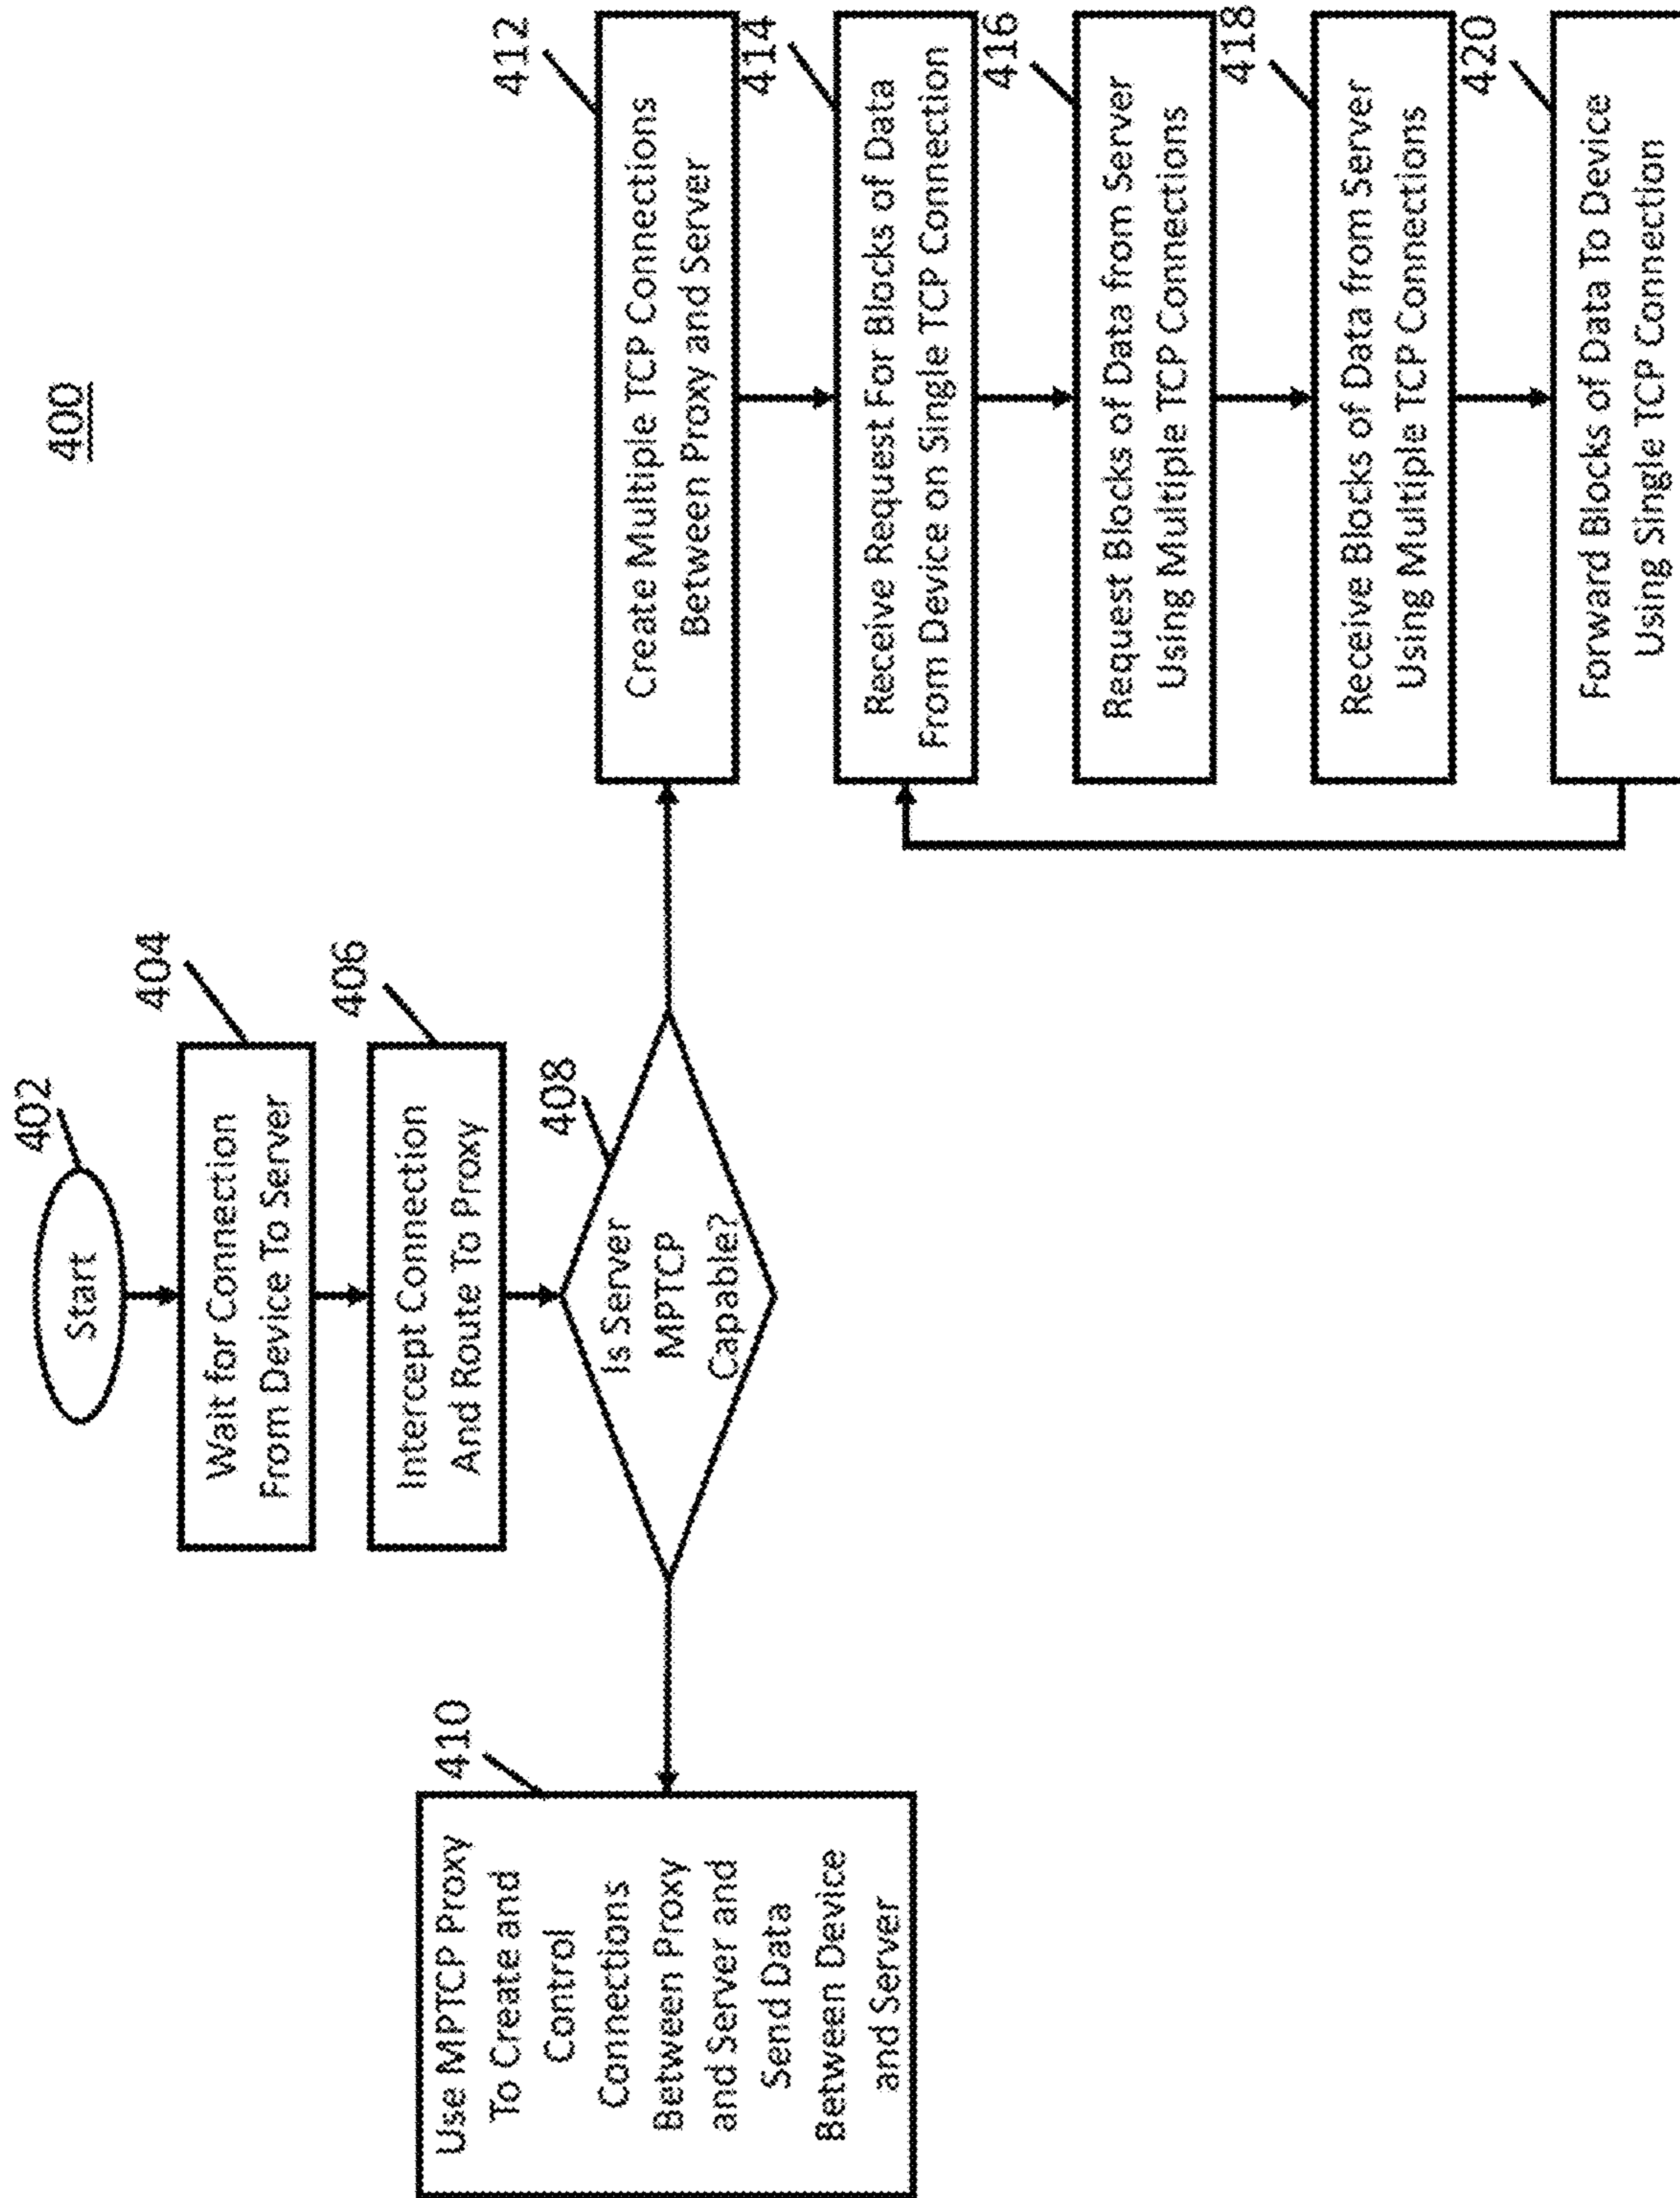 400
402
Start
404
Wait for Connection
From Device To Server
406
Intercept Connection
And Route To Proxy
408
Is Server
MPTCP
Capable?
410
Use MPTCP Proxy
To Create and
Control
Connections
Between Proxy
and Server and
Send Data
Between Device
and Server
412
Create Multiple TCP Connections
Between Proxy and Server
414
Receive Request For Blocks of Data
From Device on Single TCP Connection
416
Request Blocks of Data from Server
Using Multiple TCP Connections
418
Receive Blocks of Data from Server
Using Multiple TCP Connections
420
Forward Blocks of Data To Device
Using Single TCP Connection